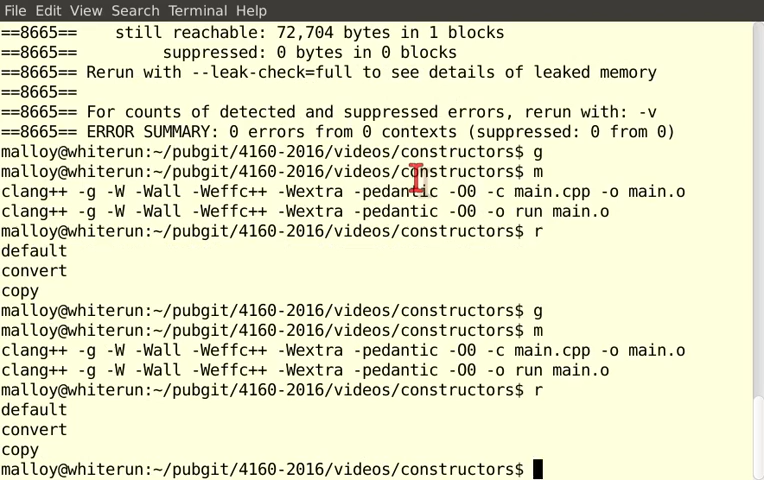 File Edit View Search Terminal Help
==8665==    still reachable: 72,704 bytes in 1 blocks
==8665==         suppressed: 0 bytes in 0 blocks
==8665== Rerun with --leak-check=full to see details of leaked memory
==8665==
==8665== For counts of detected and suppressed errors, rerun with: -v
==8665== ERROR SUMMARY: 0 errors from 0 contexts (suppressed: 0 from 0)
malloy@whiterun:~/pubgit/4160-2016/videos/constructors$ g
malloy@whiterun:~/pubgit/4160-2016/videos/constructors$ m
clang++ -g -W -Wall -Weffc++ -Wextra -pedantic -O0 -c main.cpp -o main.o
clang++ -g -W -Wall -Weffc++ -Wextra -pedantic -O0 -o run main.o
malloy@whiterun:~/pubgit/4160-2016/videos/constructors$ r
default
convert
copy
malloy@whiterun:~/pubgit/4160-2016/videos/constructors$ g
malloy@whiterun:~/pubgit/4160-2016/videos/constructors$ m
clang++ -g -W -Wall -Weffc++ -Wextra -pedantic -O0 -c main.cpp -o main.o
clang++ -g -W -Wall -Weffc++ -Wextra -pedantic -O0 -o run main.o
malloy@whiterun:~/pubgit/4160-2016/videos/constructors$ r
default
convert
copy
malloy@whiterun:~/pubgit/4160-2016/videos/constructors$